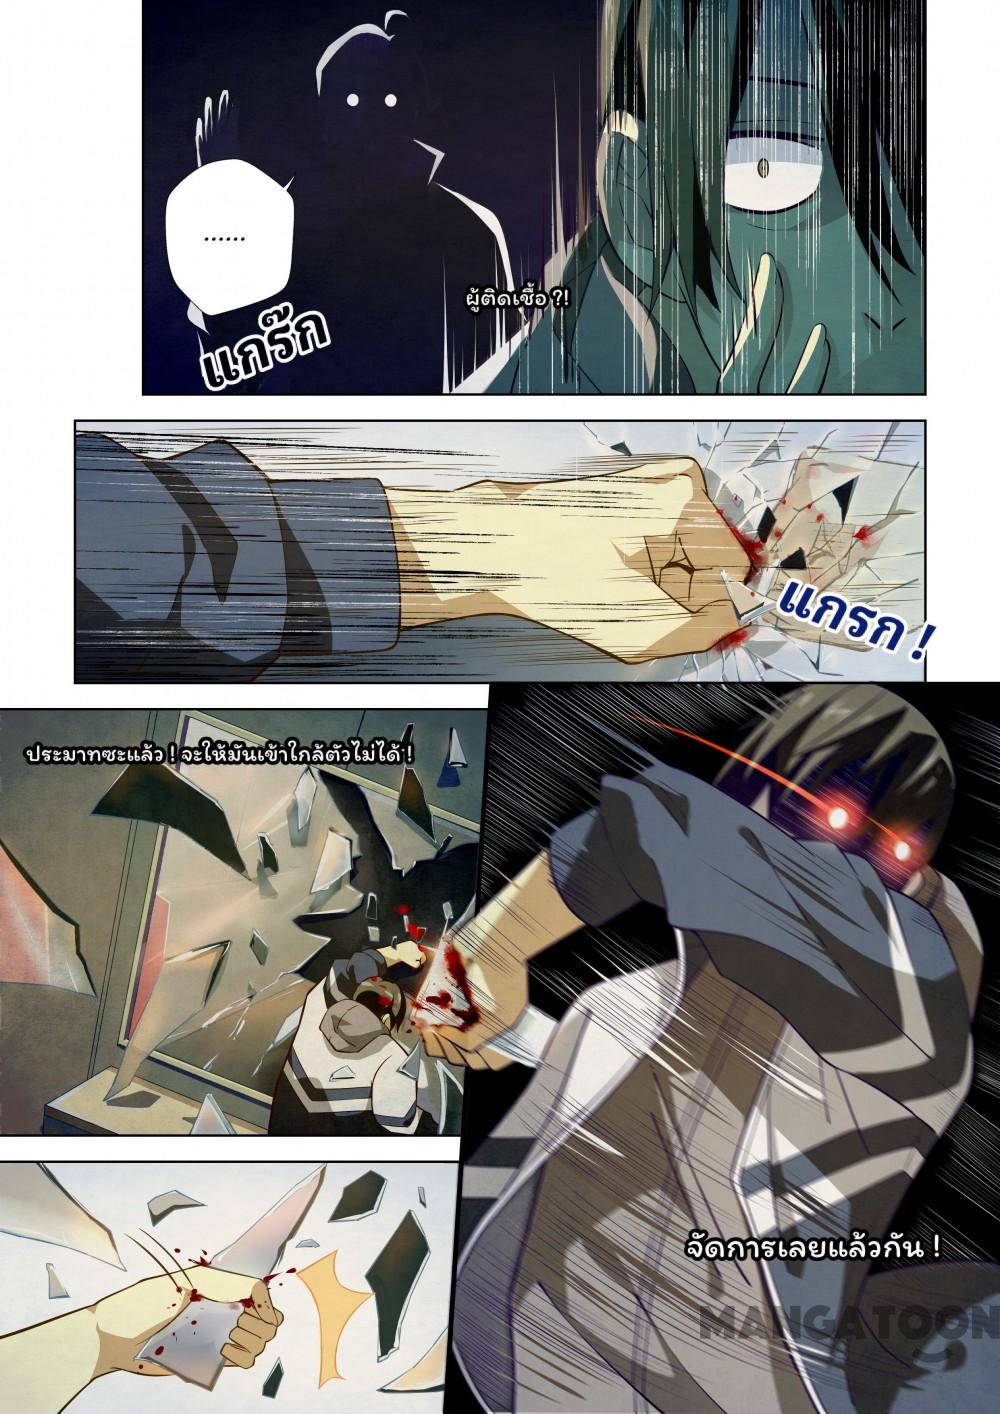 ......
ผู้ติดเชื้อ ?!
แกร๊ก
แกรก !
ประมาทซะแล้ว ! จะให้มันเข้าใกล้ตัวไม่ได้ !
จัดการเลยแล้วกัน !
MANGATOON